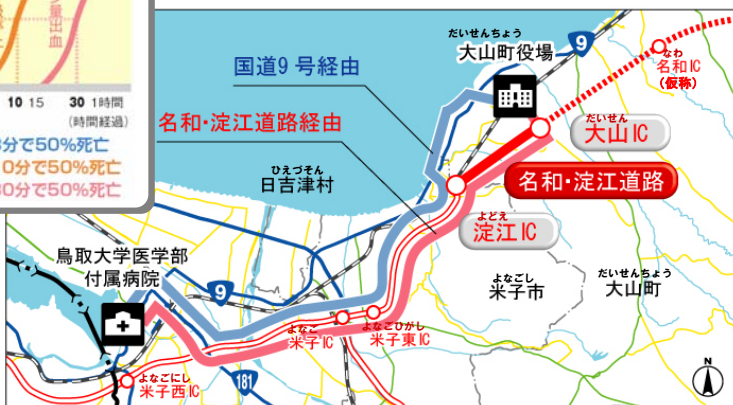 量出血
10 15 30 1時間
(時間経過)
分で50%死亡
0分で50%死亡
30分で50%死亡
だいせんちょう
大山町役場
9
国道9号経由
なわ
名和IC
(仮称)
名和・淀江道路経由
だいせん
大山IC
ひえづそん
日吉津村
名和・淀江道路
よどえ
淀江IC
鳥取大学医学部
付属病院
9
よなごし
米子市
だいせんちょう
大山町
よなご
米子IC
よなごひがし
米子東IC
よなごにし
米子西IC
181
N